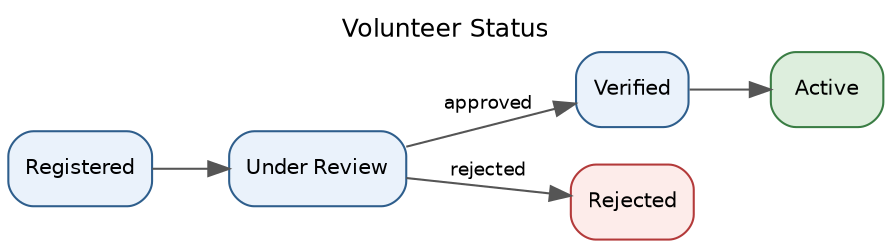 Volunteer Status
Registered
Under Review
approved
rejected
Verified
Rejected
Active